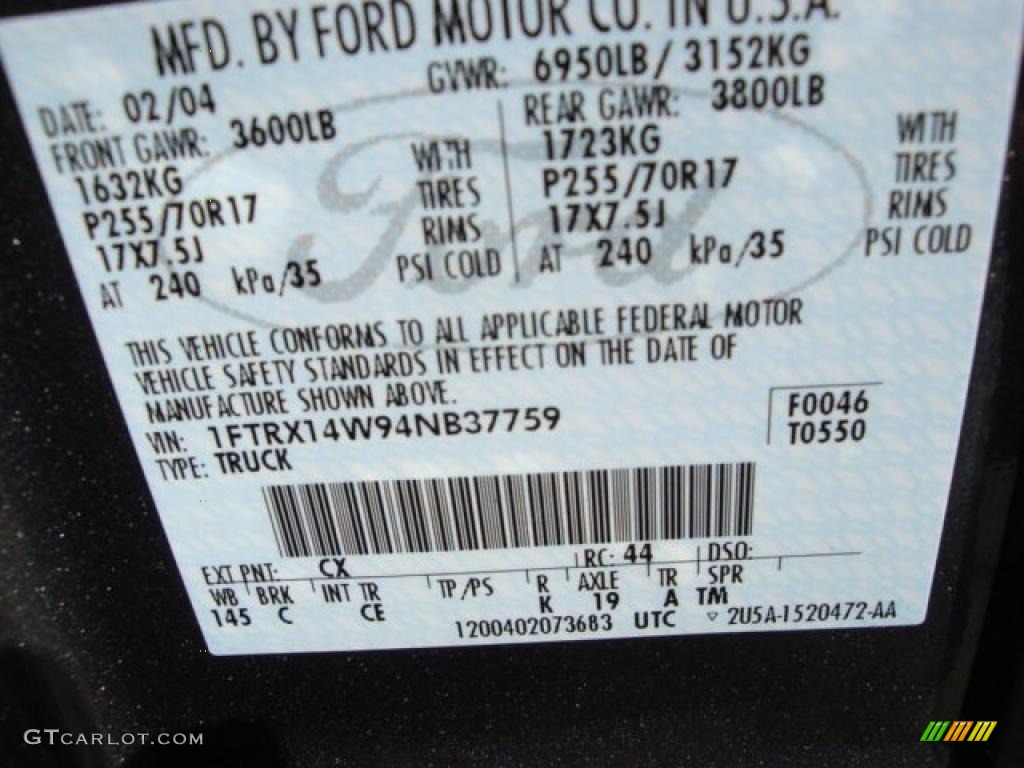 MFD. BY FORD MOTOR CO. IN U.S.A.
DATE: 02/04 GVWR: 6950LB / 3152KG
FRONT GAWR: 3600LB REAR GAWR: 3800LB
1632KG WITH 1723KG WITH
P255/70R17 TIRES P255/70R17 TIRES
17X7.5J RIMS 17X7.5J RIMS
AT 240 kPa/35 PSI COLD AT 240 kPa/35 PSI COLD
Ford
THIS VEHICLE CONFORMS TO ALL APPLICABLE FEDERAL MOTOR
VEHICLE SAFETY STANDARDS IN EFFECT ON THE DATE OF
MANUFACTURE SHOWN ABOVE.
VIN: 1FTRX14W94NB37759 F0046
TYPE: TRUCK T0550
EXT PNT: CX RC: 44 DSO:
WB BRK INT TR TP/PS R AXLE TR SPR
145 C CE K 19 A TM
1200402073683 UTC ▽ 2U5A-1520472-AA
GTCARLOT.COM